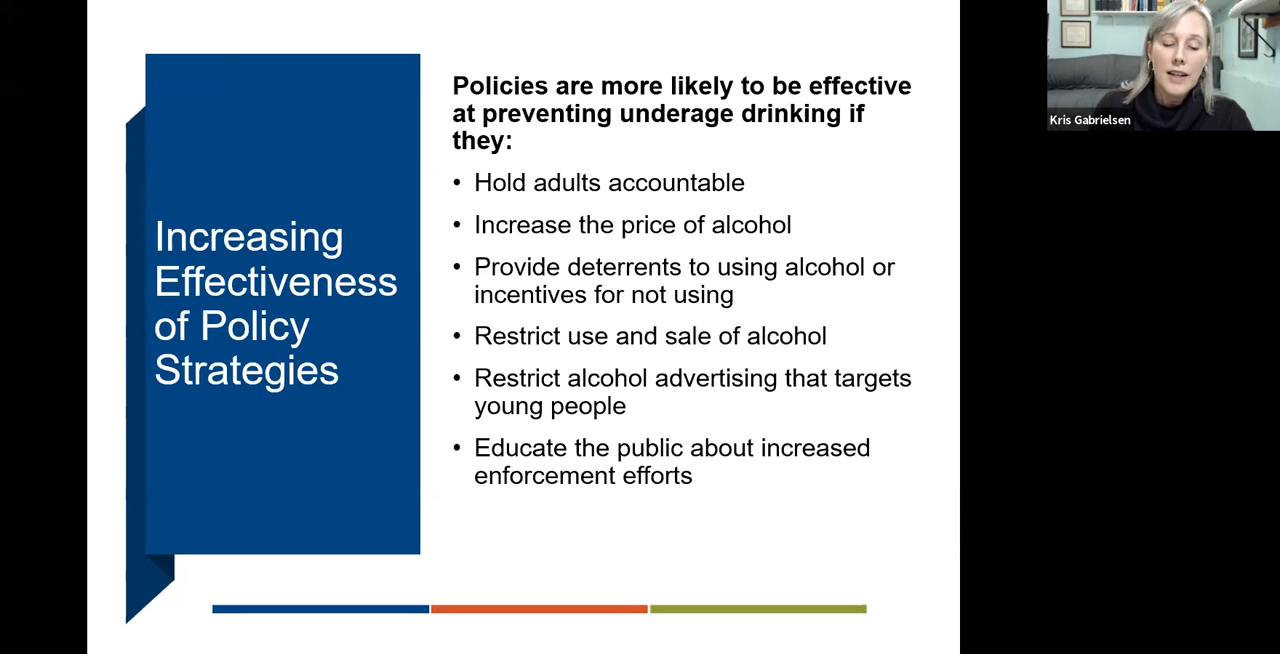 Increasing
Effectiveness
of Policy
Strategies
Policies are more likely to be effective
at preventing underage drinking if
they:
• Hold adults accountable
• Increase the price of alcohol
• Provide deterrents to using alcohol or
incentives for not using
• Restrict use and sale of alcohol
• Restrict alcohol advertising that targets
young people
• Educate the public about increased
enforcement efforts
Kris Gabrielsen